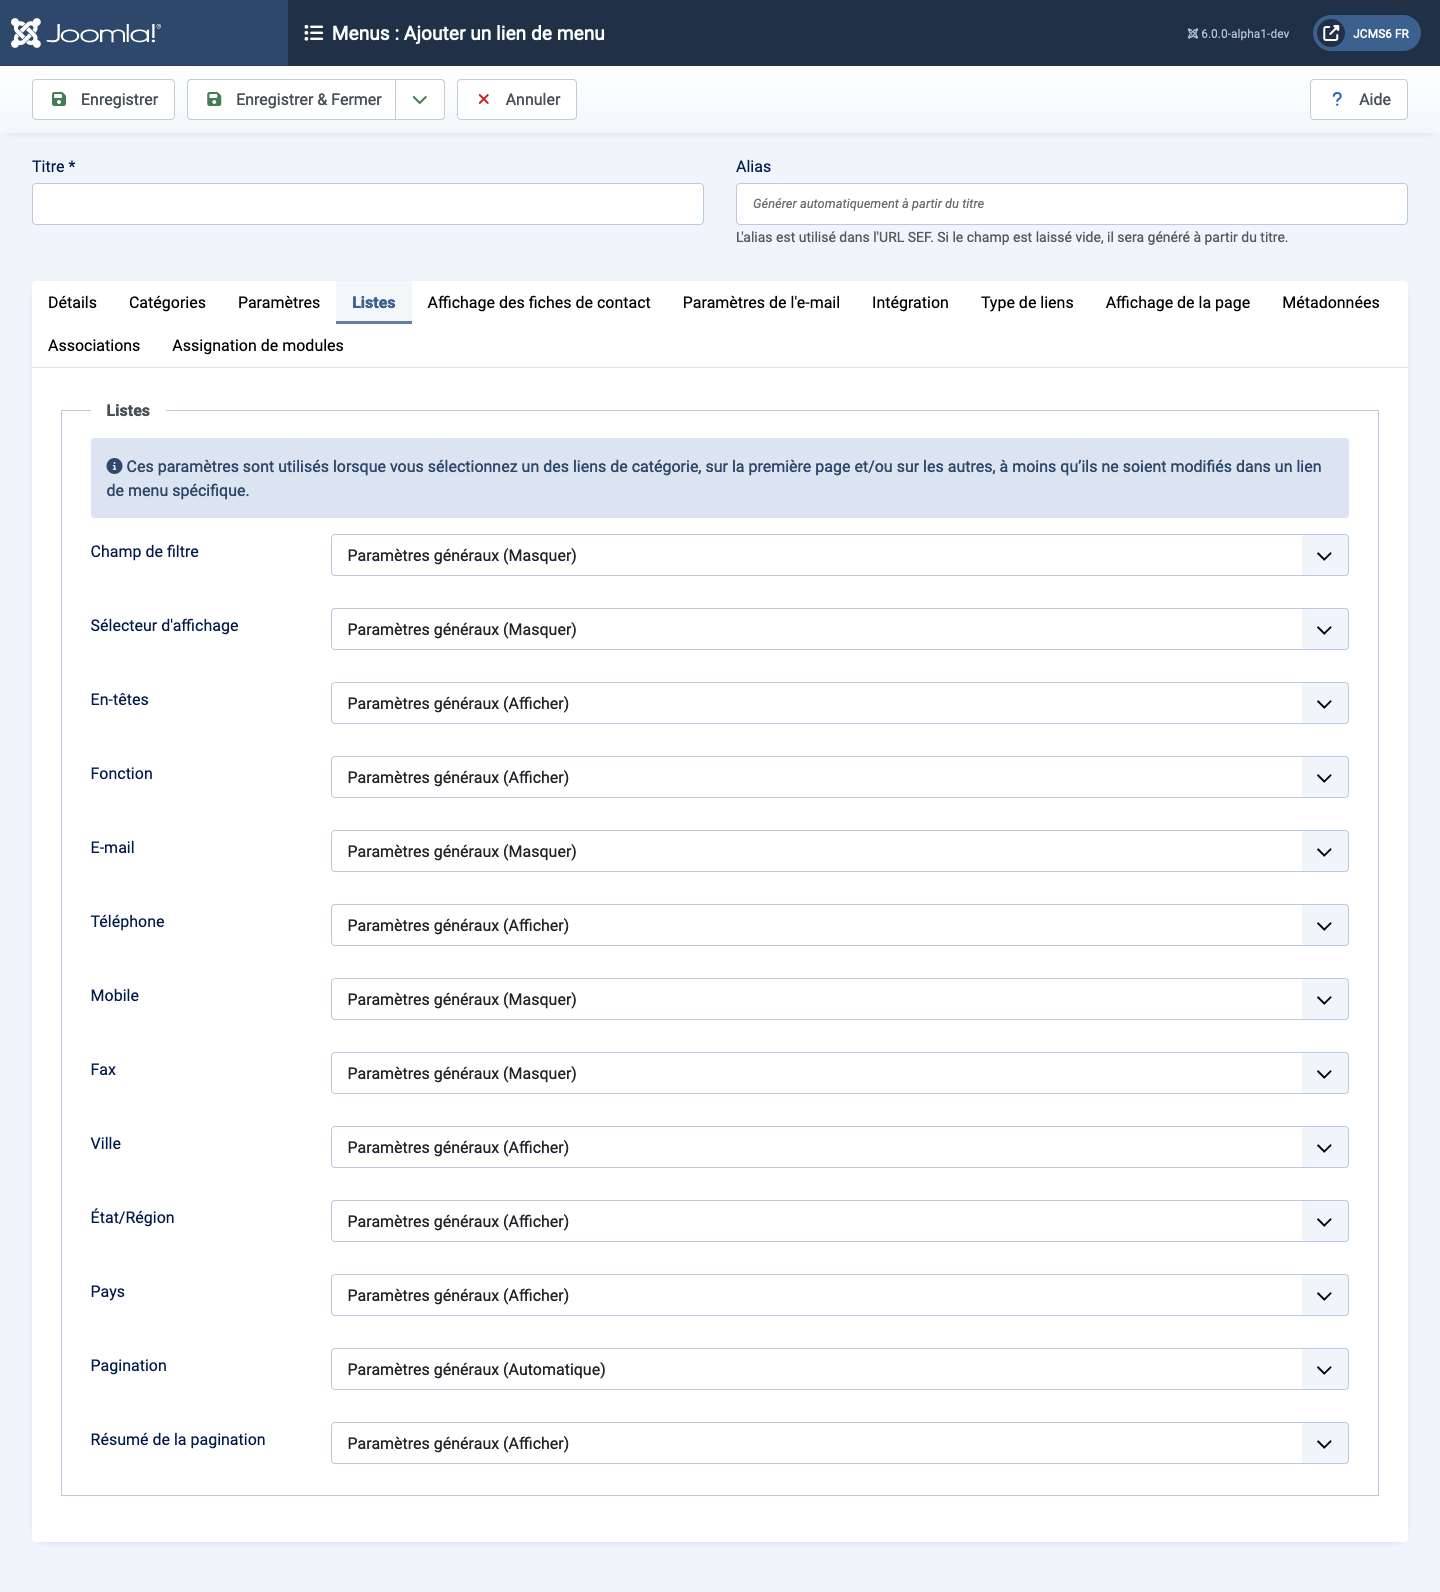 Joomla!®
Menus : Ajouter un lien de menu
6.0.0-alpha1-dev
JCMS6 FR
Enregistrer
Enregistrer & Fermer
Annuler
? Aide
Titre *
Alias
Générer automatiquement à partir du titre
L'alias est utilisé dans l'URL SEF. Si le champ est laissé vide, il sera généré à partir du titre.
Détails Catégories Paramètres Listes Affichage des fiches de contact Paramètres de l'e-mail Intégration Type de liens Affichage de la page Métadonnées
Associations Assignation de modules
Listes
Ces paramètres sont utilisés lorsque vous sélectionnez un des liens de catégorie, sur la première page et/ou sur les autres, à moins qu’ils ne soient modifiés dans un lien
de menu spécifique.
Champ de filtre Paramètres généraux (Masquer)
Sélecteur d'affichage Paramètres généraux (Masquer)
En-têtes Paramètres généraux (Afficher)
Fonction Paramètres généraux (Afficher)
E-mail Paramètres généraux (Masquer)
Téléphone Paramètres généraux (Afficher)
Mobile Paramètres généraux (Masquer)
Fax Paramètres généraux (Masquer)
Ville Paramètres généraux (Afficher)
État/Région Paramètres généraux (Afficher)
Pays Paramètres généraux (Afficher)
Pagination Paramètres généraux (Automatique)
Résumé de la pagination Paramètres généraux (Afficher)